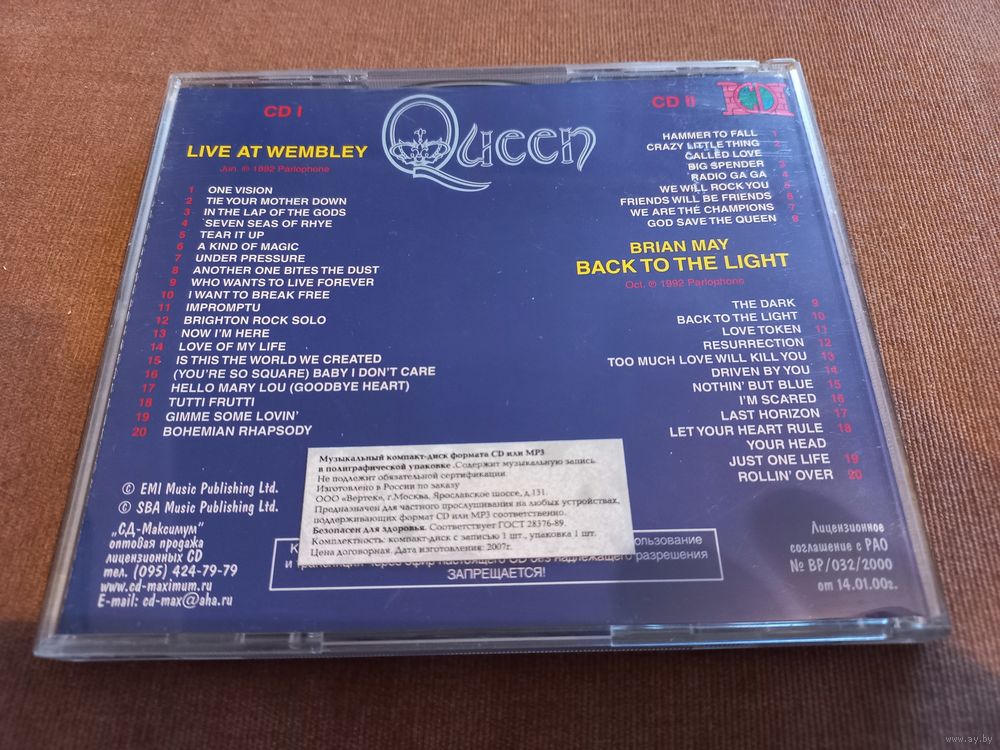 CD I
LIVE AT WEMBLEY
Jun. ℗ 1992 Parlophone
1 ONE VISION
2 TIE YOUR MOTHER DOWN
3 IN THE LAP OF THE GODS
4 SEVEN SEAS OF RHYE
5 TEAR IT UP
6 A KIND OF MAGIC
7 UNDER PRESSURE
8 ANOTHER ONE BITES THE DUST
9 WHO WANTS TO LIVE FOREVER
10 I WANT TO BREAK FREE
11 IMPROMPTU
12 BRIGHTON ROCK SOLO
13 NOW I'M HERE
14 LOVE OF MY LIFE
15 IS THIS THE WORLD WE CREATED
16 (YOU'RE SO SQUARE) BABY I DON'T CARE
17 HELLO MARY LOU (GOODBYE HEART)
18 TUTTI FRUTTI
19 GIMME SOME LOVIN'
20 BOHEMIAN RHAPSODY
Queen
CD II
HAMMER TO FALL 1
CRAZY LITTLE THING 2
CALLED LOVE
BIG SPENDER 3
RADIO GA GA 4
WE WILL ROCK YOU 5
FRIENDS WILL BE FRIENDS 6
WE ARE THE CHAMPIONS 7
GOD SAVE THE QUEEN 8
BRIAN MAY
BACK TO THE LIGHT
Oct. ℗ 1992 Parlophone
THE DARK 9
BACK TO THE LIGHT 10
LOVE TOKEN 11
RESURRECTION 12
TOO MUCH LOVE WILL KILL YOU 13
DRIVEN BY YOU 14
NOTHIN' BUT BLUE 15
I'M SCARED 16
LAST HORIZON 17
LET YOUR HEART RULE 18
YOUR HEAD
JUST ONE LIFE 19
ROLLIN' OVER 20
© EMI Music Publishing Ltd.
© SBA Music Publishing Ltd.
„СД-Максимум"
оптовая продажа
лицензионных CD
тел. (095) 424-79-79
www.cd-maximum.ru
E-mail: cd-max@aha.ru
Музыкальный компакт-диск формата CD или MP3
в полиграфической упаковке .Содержит музыкальную запись.
Не подлежит обязательной сертификации.
Изготовлено в России по заказу
ООО «Вертек», г.Москва, Ярославское шоссе, д.131.
Предназначен для частного прослушивания на любых устройствах,
поддерживающих формат CD или MP3 соответственно.
Безопасен для здоровья. Соответствует ГОСТ 28376-89.
Комплектность: компакт-диск с записью 1 шт., упаковка 1 шт.
Цена договорная. Дата изготовления: 2007г.
использование
надлежащего разрешения
ЗАПРЕЩАЕТСЯ!
Лицензионное
соглашение с РАО
№ ВР/032/2000
от 14.01.00г.
www.ay.by